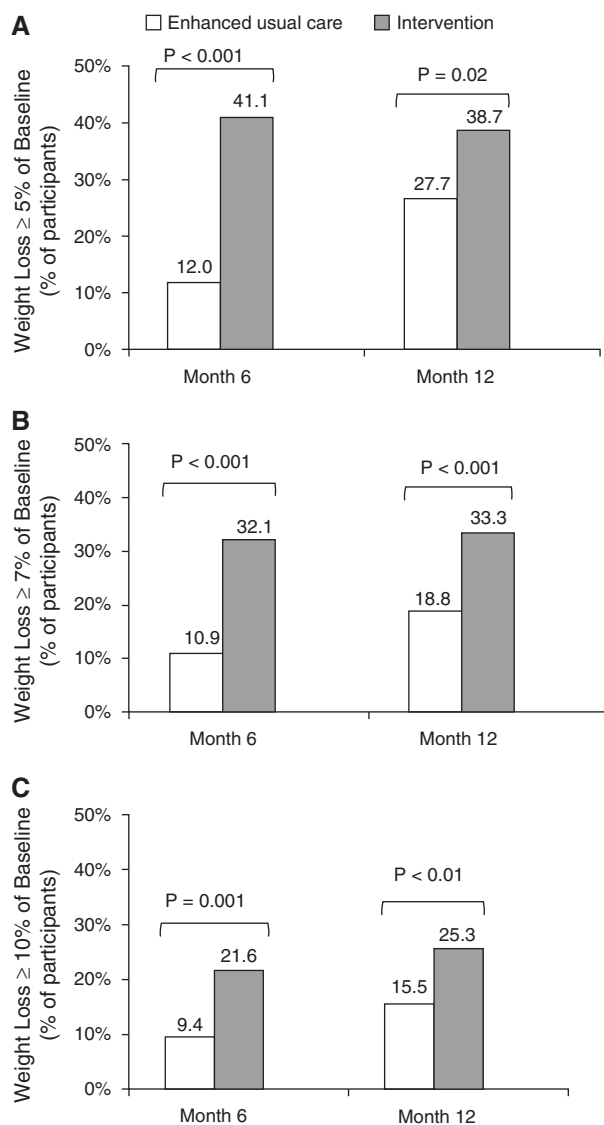 A
Enhanced usual care Intervention
Weight Loss ≥ 5% of Baseline
(% of participants)
50%
40%
30%
20%
10%
0%
P < 0.001
P = 0.02
12.0
41.1
27.7
38.7
Month 6
Month 12
B
Weight Loss ≥ 7% of Baseline
(% of participants)
50%
40%
30%
20%
10%
0%
P < 0.001
P < 0.001
10.9
32.1
18.8
33.3
Month 6
Month 12
C
Weight Loss ≥ 10% of Baseline
(% of participants)
50%
40%
30%
20%
10%
0%
P = 0.001
P < 0.01
9.4
21.6
15.5
25.3
Month 6
Month 12